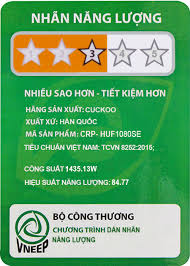 NHÃN NĂNG LƯỢNG
3 4 5
NHIỀU SAO HƠN - TIẾT KIỆM HƠN
HÃNG SẢN XUẤT: CUCKOO
XUẤT XỨ: HÀN QUỐC
MÃ SẢN PHẨM: CRP- HUF1080SE
TIÊU CHUẨN VIỆT NAM: TCVN 8252:2015;
CÔNG SUẤT 1435.13W
HIỆU SUẤT NĂNG LƯỢNG: 84.77
BỘ CÔNG THƯƠNG
CHƯƠNG TRÌNH DÁN NHÃN
NĂNG LƯỢNG
VNEEP